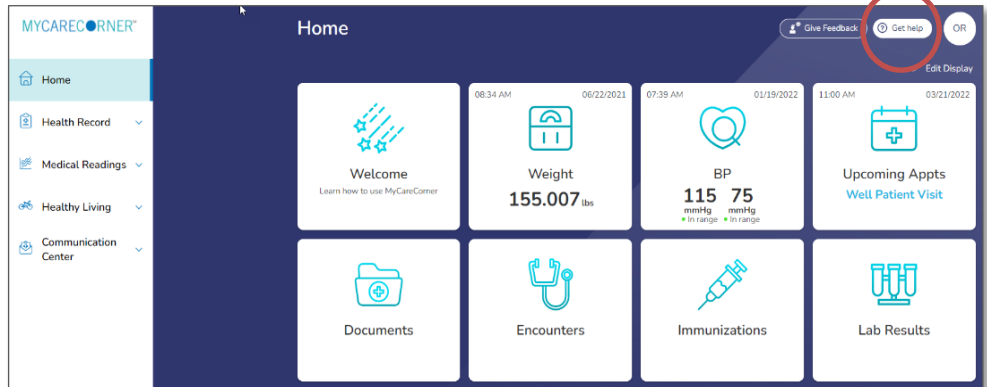 MYCARECORNER™
Home
Give Feedback
Get help
OR
Edit Display
Home
Health Record
Medical Readings
Healthy Living
Communication
Center
Welcome
Learn how to use MyCareCorner
08:34 AM 06/22/2021
Weight
155.007 lbs
07:39 AM 01/19/2022
BP
115 75
mmHg mmHg
In range In range
11:00 AM 03/21/2022
Upcoming Appts
Well Patient Visit
Documents
Encounters
Immunizations
Lab Results